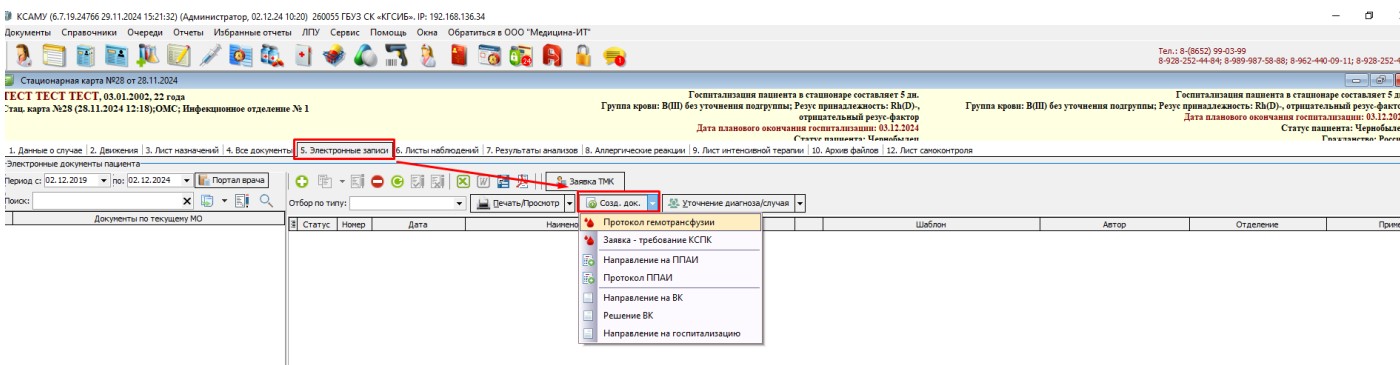 КСАМУ (6.7.19.24766 29.11.2024 15:21:32) (Администратор, 02.12.24 10:20) 260055 ГБУЗ СК «КГСИБ». IP: 192.168.136.34
Документы Справочники Очереди Отчеты Избранные отчеты ЛПУ Сервис Помощь Окна Обратиться в ООО "Медицина-ИТ"
Тел.: 8-(8652) 99-03-99
8-928-252-44-84; 8-989-987-58-88; 8-962-440-09-11; 8-928-252-4
Стационарная карта №28 от 28.11.2024
ТЕСТ ТЕСТ ТЕСТ, 03.01.2002, 22 года
Стац. карта №28 (28.11.2024 12:18);ОМС; Инфекционное отделение № 1
Госпитализация пациента в стационаре составляет 5 дн.
Группа крови: B(III) без уточнения подгруппы; Резус принадлежность: Rh(D)-,
отрицательный резус-фактор
Дата планового окончания госпитализации: 03.12.2024
Статус пациента: Чернобылец
Госпитализация пациента в стационаре составляет 5 д
Группа крови: B(III) без уточнения подгруппы; Резус принадлежность: Rh(D)-, отрицательный резус-факто
Дата планового окончания госпитализации: 03.12.202
Статус пациента: Чернобыле
Гражданство: Росси
1. Данные о случае 2. Движения 3. Лист назначений 4. Все документы 5. Электронные записи 6. Листы наблюдений 7. Результаты анализов 8. Аллергические реакции 9. Лист интенсивной терапии 10. Архив файлов 12. Лист самоконтроля
Электронные документы пациента
Период с: 02.12.2019 по: 02.12.2024 Портал врача
Заявка ТМК
Поиск:
Отбор по типу: Печать/Просмотр Созд. док. Уточнение диагноза/случая
Документы по текущему МО
Статус Номер Дата Наимено Шаблон Автор Отделение Приме
Протокол гемотрансфузии
Заявка - требование КСПК
Направление на ППАИ
Протокол ППАИ
Направление на ВК
Решение ВК
Направление на госпитализацию